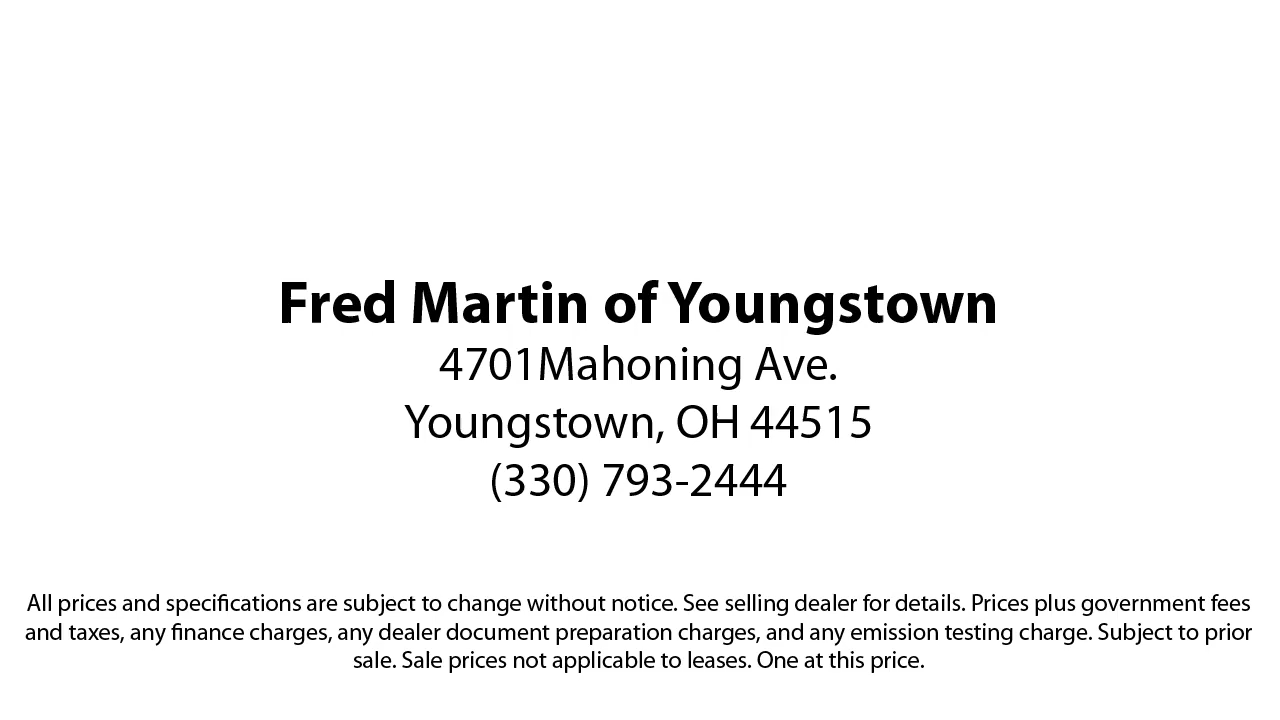 Fred Martin of Youngstown
4701Mahoning Ave.
Youngstown, OH 44515
(330) 793-2444
All prices and specifications are subject to change without notice. See selling dealer for details. Prices plus government fees
and taxes, any finance charges, any dealer document preparation charges, and any emission testing charge. Subject to prior
sale. Sale prices not applicable to leases. One at this price.